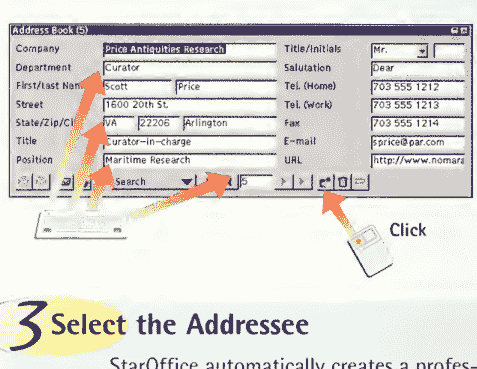 Address Book (5)
Company Price Antiquities Research Title/Initials Mr.
Department Curator Salutation Dear
First/Last Nam Scott Price Tel. (Home) 703 555 1212
Street 1600 20th St. Tel. (Work) 703 555 1213
State/Zip/Ci VA 22206 Arlington Fax 703 555 1214
Title Curator-in-charge E-mail sprice@par.com
Position Maritime Research URL http://www.nomara
Search 5
Click
3 Select the Addressee
StarOffice automatically creates a profes-